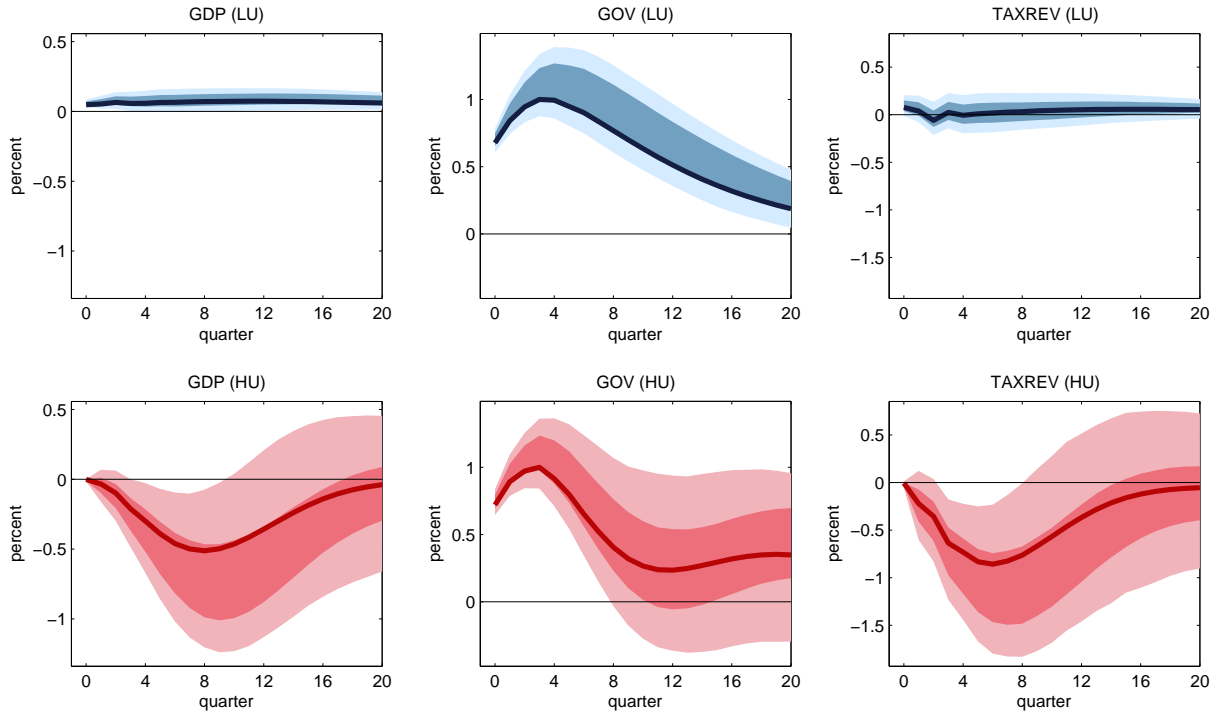 GDP (LU)
GOV (LU)
TAXREV (LU)
percent
0.5
0
−0.5
−1
0 4 8 12 16 20
quarter
percent
1
0.5
0
0 4 8 12 16 20
quarter
percent
0.5
0
−0.5
−1
−1.5
0 4 8 12 16 20
quarter
GDP (HU)
GOV (HU)
TAXREV (HU)
percent
0.5
0
−0.5
−1
0 4 8 12 16 20
quarter
percent
1
0.5
0
0 4 8 12 16 20
quarter
percent
0.5
0
−0.5
−1
−1.5
0 4 8 12 16 20
quarter